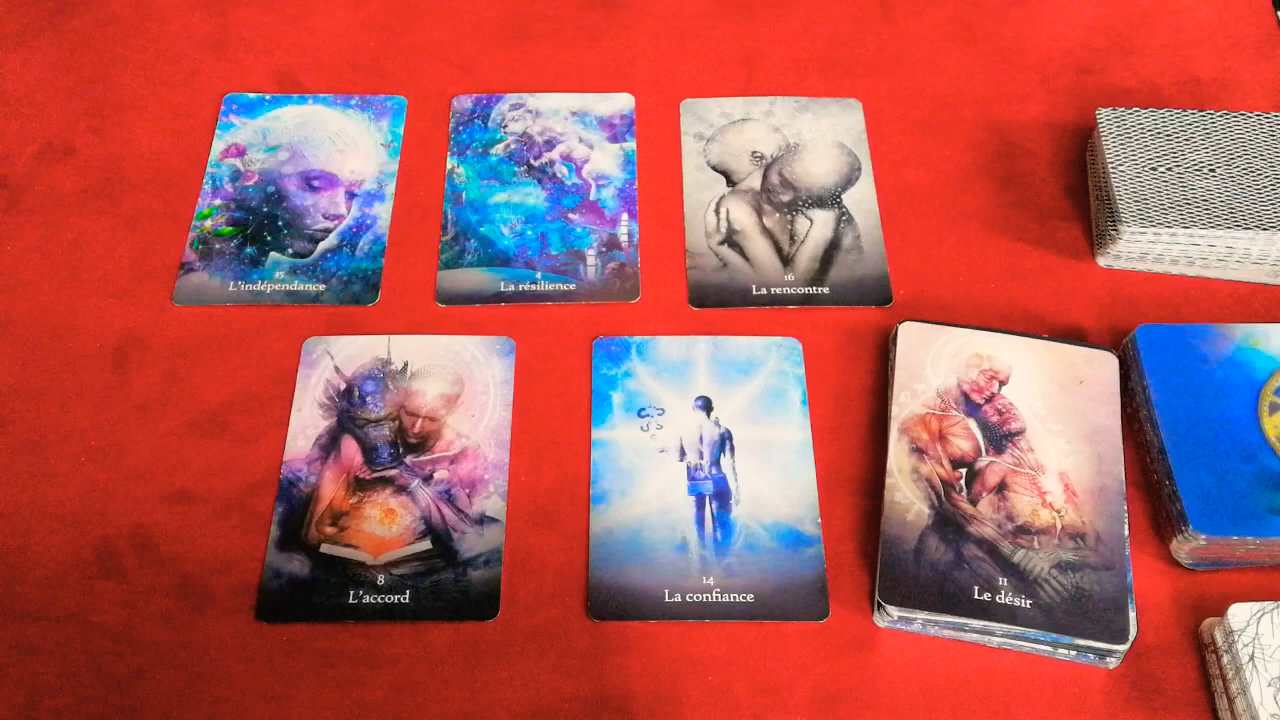 35
L'indépendance
4
La résilience
16
La rencontre
8
L'accord
14
La confiance
11
Le désir